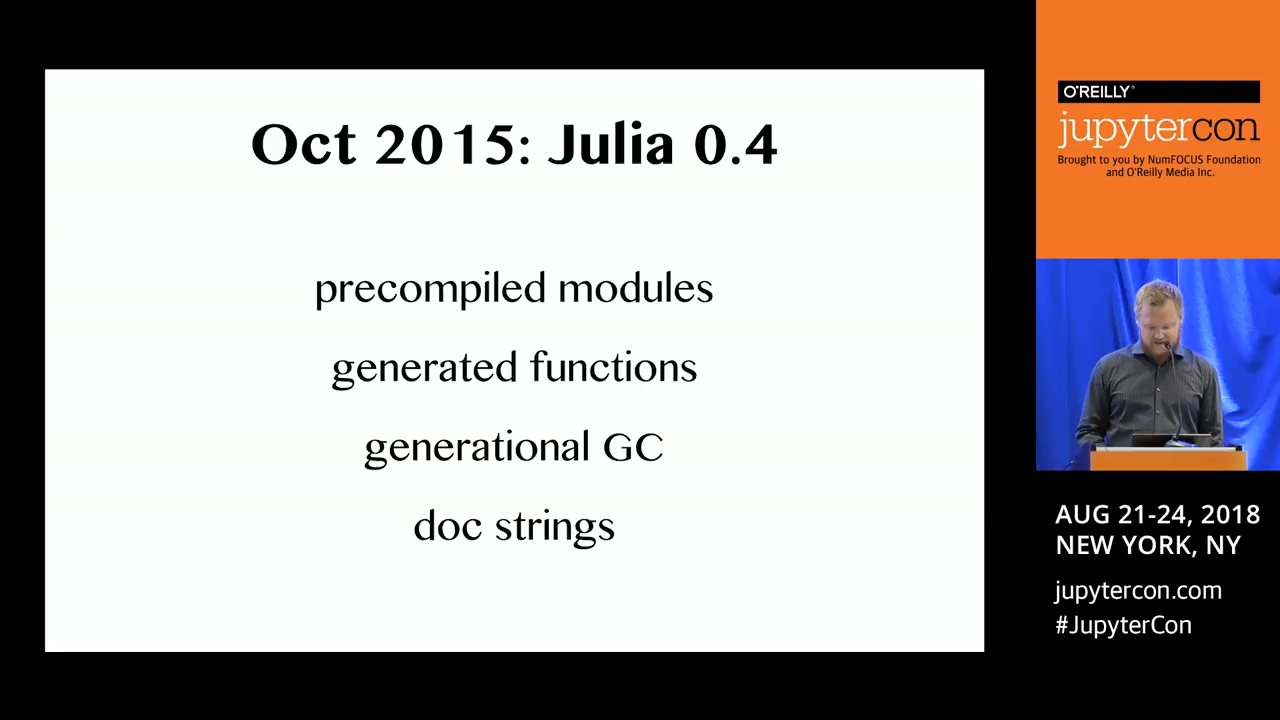 Oct 2015: Julia 0.4
precompiled modules
generated functions
generational GC
doc strings
O'REILLY®
jupytercon
Brought to you by NumFOCUS Foundation
and O'Reilly Media Inc.
AUG 21-24, 2018
NEW YORK, NY
jupytercon.com
#JupyterCon